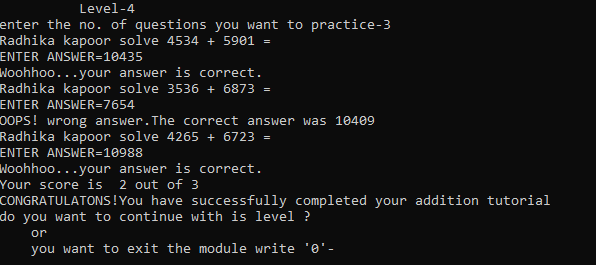 Level-4
enter the no. of questions you want to practice-3
Radhika kapoor solve 4534 + 5901 =
ENTER ANSWER=10435
Woohhoo...your answer is correct.
Radhika kapoor solve 3536 + 6873 =
ENTER ANSWER=7654
OOPS! wrong answer.The correct answer was 10409
Radhika kapoor solve 4265 + 6723 =
ENTER ANSWER=10988
Woohhoo...your answer is correct.
Your score is  2 out of 3
CONGRATULATONS!You have successfully completed your addition tutorial
do you want to continue with is level ?
or
you want to exit the module write '0'-